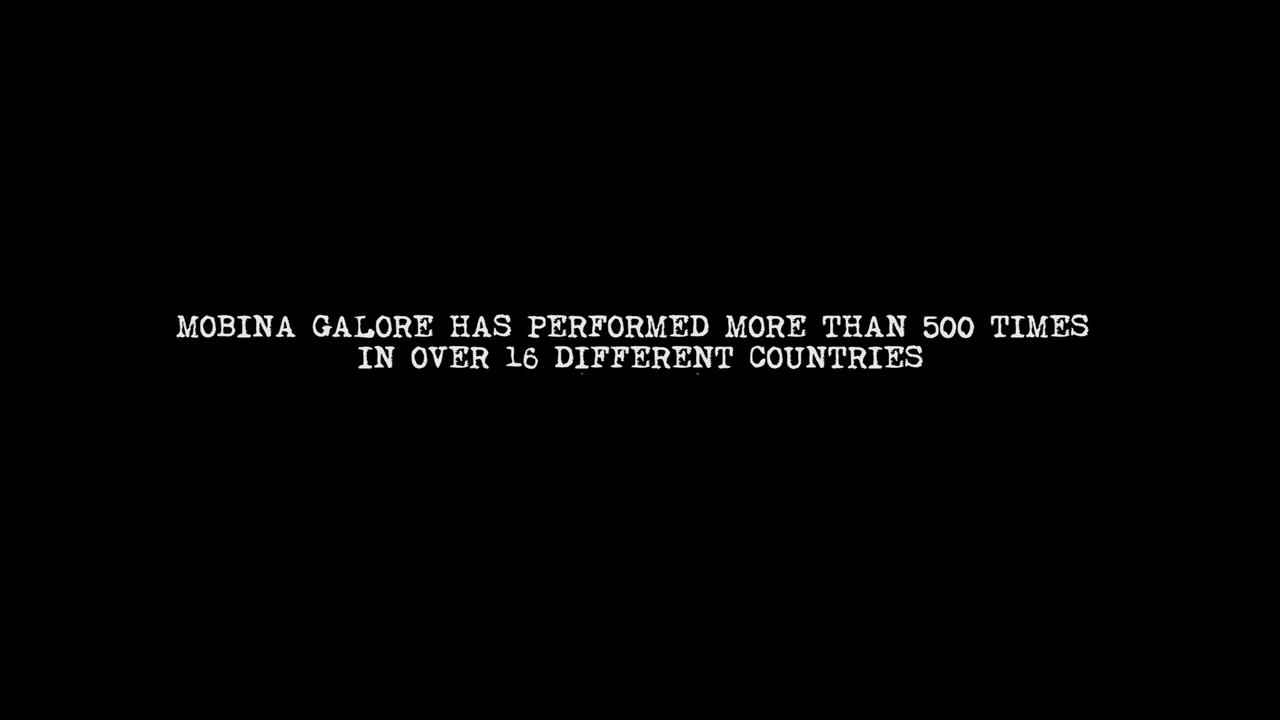 MOBINA GALORE HAS PERFORMED MORE THAN 500 TIMES
IN OVER 16 DIFFERENT COUNTRIES